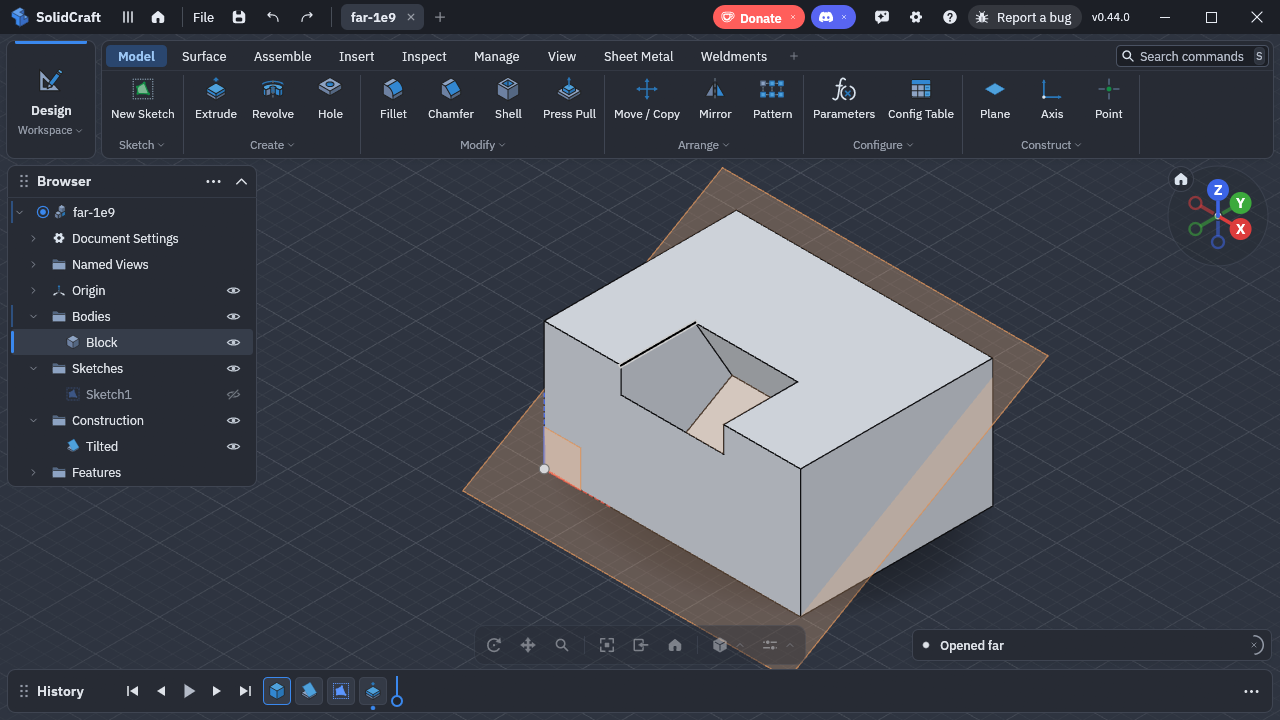 SolidCraft
File
far-1e9
Donate
Report a bug
v0.44.0
Design
Workspace
Model
Surface
Assemble
Insert
Inspect
Manage
View
Sheet Metal
Weldments
Search commands
S
New Sketch
Extrude
Revolve
Hole
Fillet
Chamfer
Shell
Press Pull
Move / Copy
Mirror
Pattern
Parameters
Config Table
Plane
Axis
Point
Sketch
Create
Modify
Arrange
Configure
Construct
Browser
far-1e9
Document Settings
Named Views
Origin
Bodies
Block
Sketches
Sketch1
Construction
Tilted
Features
Z
Y
X
Opened far
History